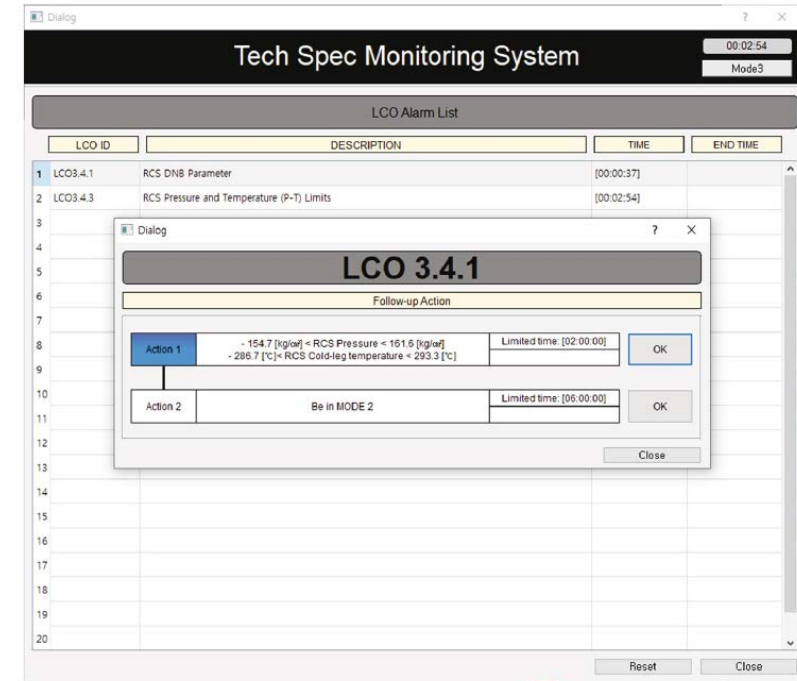 Dialog ? ×
Tech Spec Monitoring System
00:02:54
Mode3
LCO Alarm List
LCO ID DESCRIPTION TIME END TIME
1 LCO3.4.1 RCS DNB Parameter [00:00:37]
2 LCO3.4.3 RCS Pressure and Temperature (P-T) Limits [00:02:54]
3
4
5
6
7
8
9
10
11
12
13
14
15
16
17
18
19
20
Dialog ? ×
LCO 3.4.1
Follow-up Action
Action 1
- 154.7 [kg/㎠] < RCS Pressure < 161.6 [kg/㎠]
- 286.7 [℃]< RCS Cold-leg temperature < 293.3 [℃]
Limited time: [02:00:00]
OK
Action 2
Be in MODE 2
Limited time: [06:00:00]
OK
Close
Reset Close